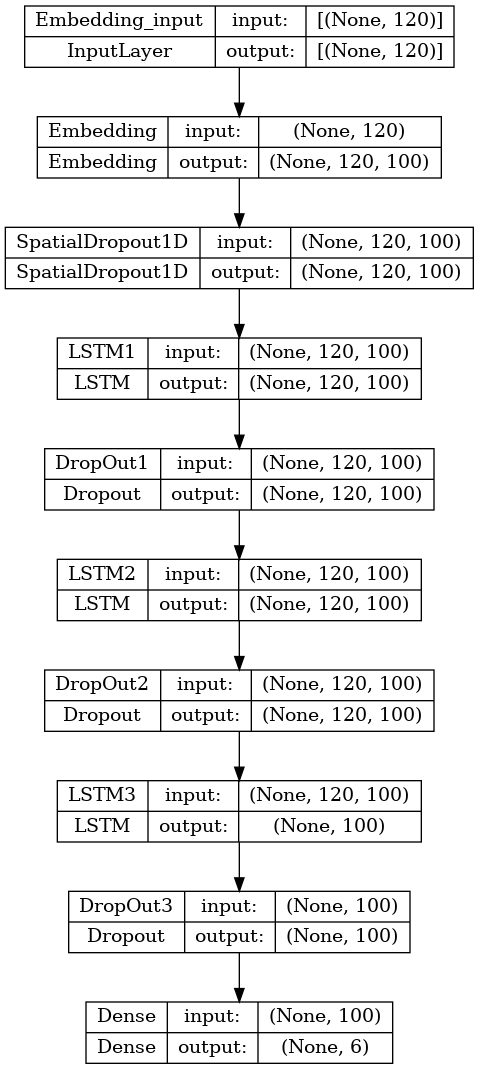 Embedding_input input: [(None, 120)]
InputLayer output: [(None, 120)]
Embedding input: (None, 120)
Embedding output: (None, 120, 100)
SpatialDropout1D input: (None, 120, 100)
SpatialDropout1D output: (None, 120, 100)
LSTM1 input: (None, 120, 100)
LSTM output: (None, 120, 100)
DropOut1 input: (None, 120, 100)
Dropout output: (None, 120, 100)
LSTM2 input: (None, 120, 100)
LSTM output: (None, 120, 100)
DropOut2 input: (None, 120, 100)
Dropout output: (None, 120, 100)
LSTM3 input: (None, 120, 100)
LSTM output: (None, 100)
DropOut3 input: (None, 100)
Dropout output: (None, 100)
Dense input: (None, 100)
Dense output: (None, 6)